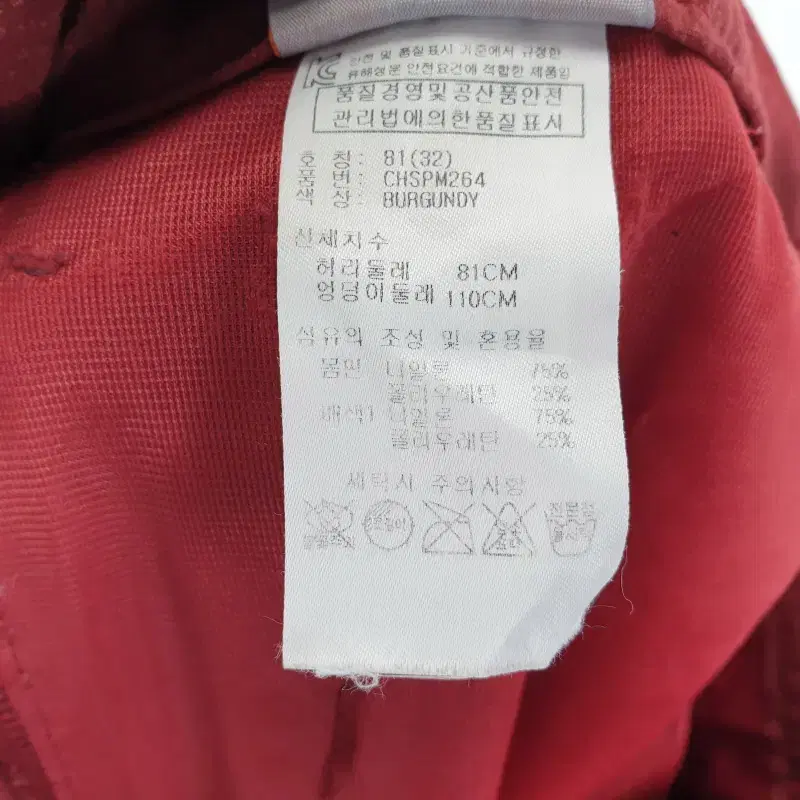 안전 및 품질표시 기준에서 규정한
유해성분 안전요건에 적합한 제품임
품질경영및공산품안전
관리법에의한품질표시
호 칭: 81(32)
품 번: CHSPM264
색 상: BURGUNDY
신체치수
허리둘레 81CM
엉덩이둘레 110CM
섬유의 조성 및 혼용율
몸민 나일론 75%
폴리우레탄 25%
배색1 나일론 75%
폴리우레탄 25%
세탁시 주의사항